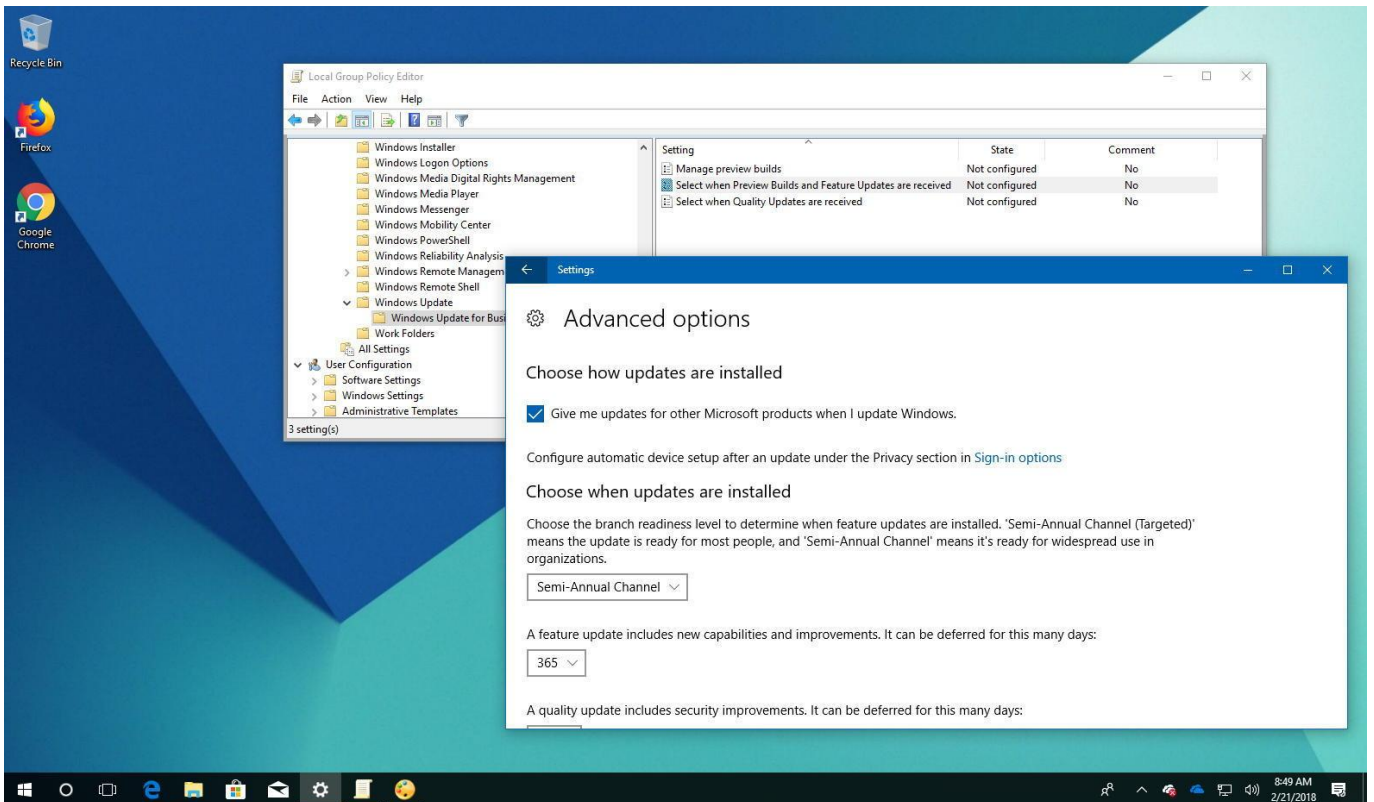 Recycle Bin
Firefox
Google
Chrome
Local Group Policy Editor
File Action View Help
Windows Installer
Windows Logon Options
Windows Media Digital Rights Management
Windows Media Player
Windows Messenger
Windows Mobility Center
Windows PowerShell
Windows Reliability Analysis
Windows Remote Managem
Windows Remote Shell
Windows Update
Windows Update for Busi
Work Folders
All Settings
User Configuration
Software Settings
Windows Settings
Administrative Templates
3 setting(s)
Setting State Comment
Manage preview builds Not configured No
Select when Preview Builds and Feature Updates are received Not configured No
Select when Quality Updates are received Not configured No
Settings
Advanced options
Choose how updates are installed
Give me updates for other Microsoft products when I update Windows.
Configure automatic device setup after an update under the Privacy section in Sign-in options
Choose when updates are installed
Choose the branch readiness level to determine when feature updates are installed. 'Semi-Annual Channel (Targeted)'
means the update is ready for most people, and 'Semi-Annual Channel' means it's ready for widespread use in
organizations.
Semi-Annual Channel
A feature update includes new capabilities and improvements. It can be deferred for this many days:
365
A quality update includes security improvements. It can be deferred for this many days:
8:49 AM
2/21/2018